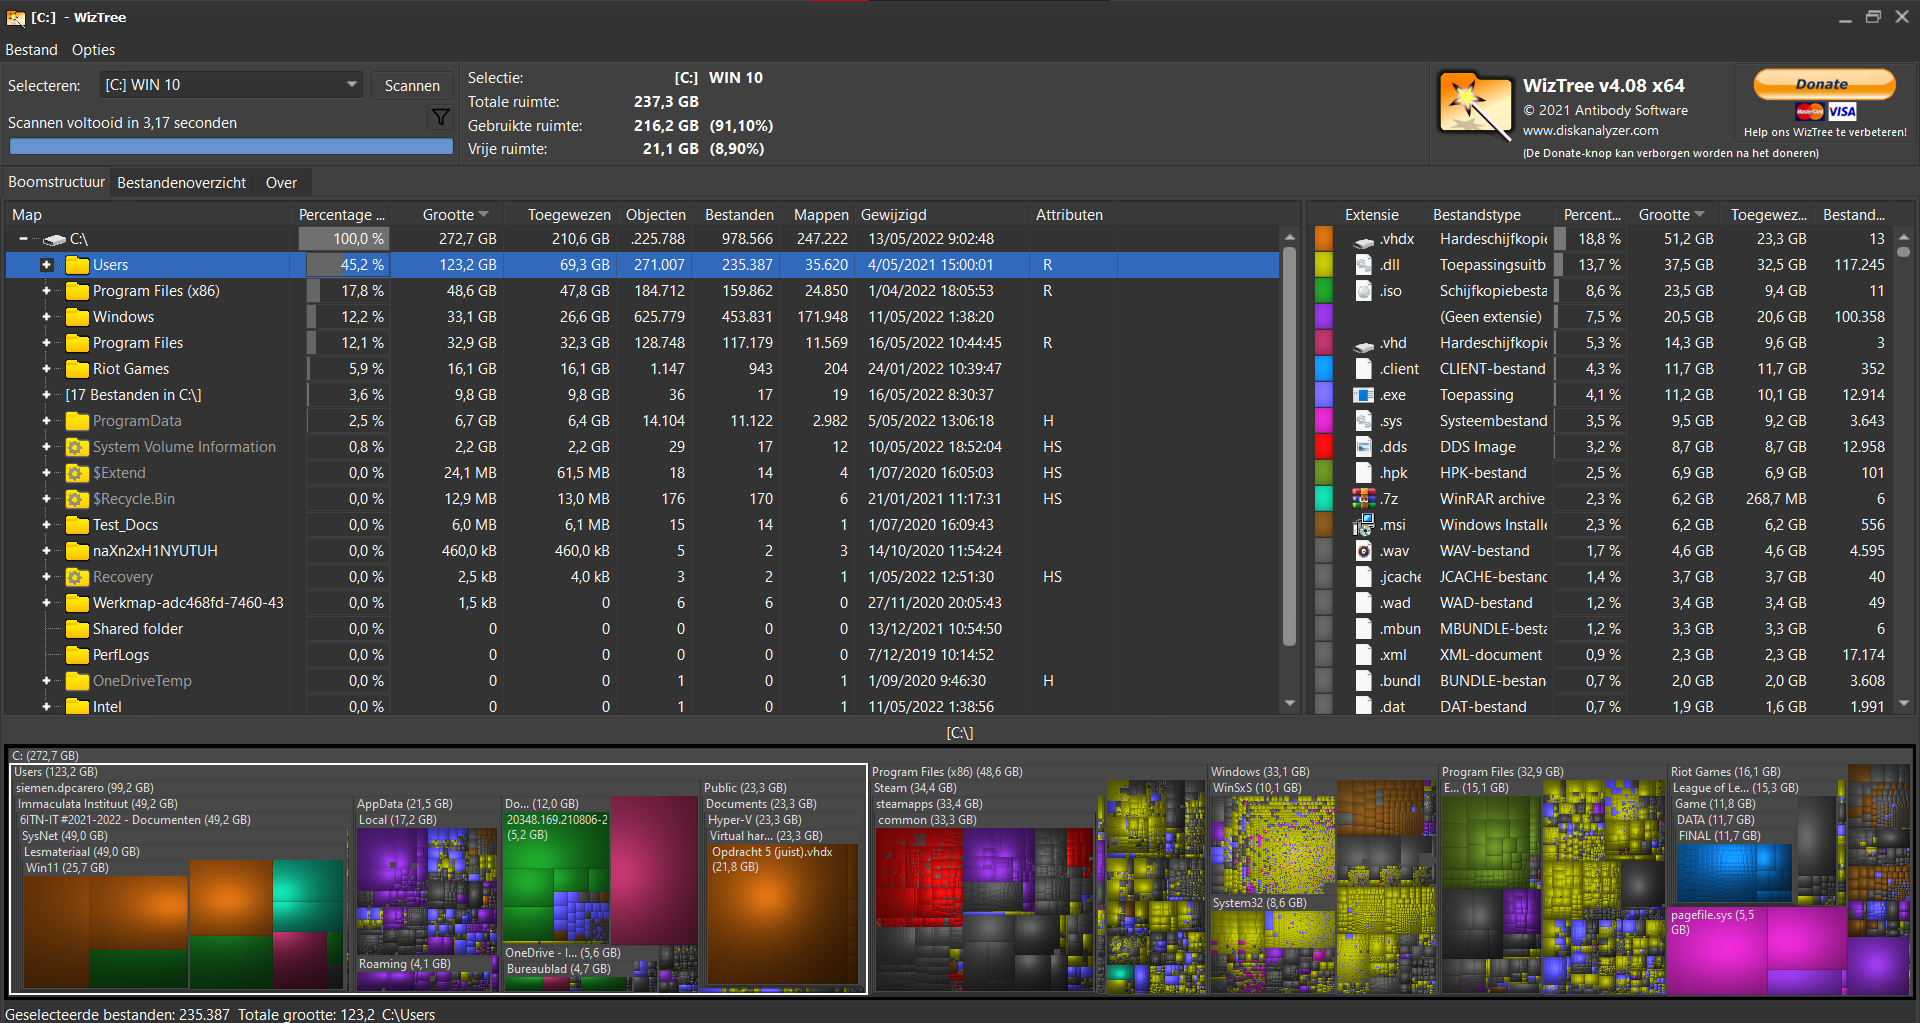 [C:] - WizTree
Bestand Opties
Selecteren: [C:] WIN 10 Scannen
Scannen voltooid in 3,17 seconden
Selectie: [C:] WIN 10
Totale ruimte: 237,3 GB
Gebruikte ruimte: 216,2 GB (91,10%)
Vrije ruimte: 21,1 GB (8,90%)
WizTree v4.08 x64
© 2021 Antibody Software
www.diskanalyzer.com
(De Donate-knop kan verborgen worden na het doneren)
Donate
MasterCard VISA
Help ons WizTree te verbeteren!
Boomstructuur Bestandenoverzicht Over
Map Percentage ... Grootte Toegewezen Objecten Bestanden Mappen Gewijzigd Attributen
C:\ 100,0 % 272,7 GB 210,6 GB .225.788 978.566 247.222 13/05/2022 9:02:48
Users 45,2 % 123,2 GB 69,3 GB 271.007 235.387 35.620 4/05/2021 15:00:01 R
Program Files (x86) 17,8 % 48,6 GB 47,8 GB 184.712 159.862 24.850 1/04/2022 18:05:53 R
Windows 12,2 % 33,1 GB 26,6 GB 625.779 453.831 171.948 11/05/2022 1:38:20
Program Files 12,1 % 32,9 GB 32,3 GB 128.748 117.179 11.569 16/05/2022 10:44:45 R
Riot Games 5,9 % 16,1 GB 16,1 GB 1.147 943 204 24/01/2022 10:39:47
[17 Bestanden in C:\] 3,6 % 9,8 GB 9,8 GB 36 17 19 16/05/2022 8:30:37
ProgramData 2,5 % 6,7 GB 6,4 GB 14.104 11.122 2.982 5/05/2022 13:06:18 H
System Volume Information 0,8 % 2,2 GB 2,2 GB 29 17 12 10/05/2022 18:52:04 HS
$Extend 0,0 % 24,1 MB 61,5 MB 18 14 4 1/07/2020 16:05:03 HS
$Recycle.Bin 0,0 % 12,9 MB 13,0 MB 176 170 6 21/01/2021 11:17:31 HS
Test_Docs 0,0 % 6,0 MB 6,1 MB 15 14 1 1/07/2020 16:09:43
naXn2xH1NYUTUH 0,0 % 460,0 kB 460,0 kB 5 2 3 14/10/2020 11:54:24
Recovery 0,0 % 2,5 kB 4,0 kB 3 2 1 1/05/2022 12:51:30 HS
Werkmap-adc468fd-7460-43 0,0 % 1,5 kB 0 6 6 0 27/11/2020 20:05:43
Shared folder 0,0 % 0 0 0 0 0 13/12/2021 10:54:50
PerfLogs 0,0 % 0 0 0 0 0 7/12/2019 10:14:52
OneDriveTemp 0,0 % 0 0 1 0 1 1/09/2020 9:46:30 H
Intel 0,0 % 0 0 1 0 1 11/05/2022 1:38:56
Extensie Bestandstype Percent... Grootte Toegewez... Bestand...
.vhdx Hardeschijfkopie 18,8 % 51,2 GB 23,3 GB 13
.dll Toepassingsuitb 13,7 % 37,5 GB 32,5 GB 117.245
.iso Schijfkopiebesta 8,6 % 23,5 GB 9,4 GB 11
(Geen extensie) 7,5 % 20,5 GB 20,6 GB 100.358
.vhd Hardeschijfkopie 5,3 % 14,3 GB 9,6 GB 3
.client CLIENT-bestand 4,3 % 11,7 GB 11,7 GB 352
.exe Toepassing 4,1 % 11,2 GB 10,1 GB 12.914
.sys Systeembestand 3,5 % 9,5 GB 9,2 GB 3.643
.dds DDS Image 3,2 % 8,7 GB 8,7 GB 12.958
.hpk HPK-bestand 2,5 % 6,9 GB 6,9 GB 101
.7z WinRAR archive 2,3 % 6,2 GB 268,7 MB 6
.msi Windows Installe 2,3 % 6,2 GB 6,2 GB 556
.wav WAV-bestand 1,7 % 4,6 GB 4,6 GB 4.595
.jcache JCACHE-bestand 1,4 % 3,7 GB 3,7 GB 40
.wad WAD-bestand 1,2 % 3,4 GB 3,4 GB 49
.mbun MBUNDLE-besta 1,2 % 3,3 GB 3,3 GB 6
.xml XML-document 0,9 % 2,3 GB 2,3 GB 17.174
.bundl BUNDLE-bestan 0,7 % 2,0 GB 2,0 GB 3.608
.dat DAT-bestand 0,7 % 1,9 GB 1,6 GB 1.991
[C:\]
C: (272,7 GB)
Users (123,2 GB)
siemen.dpcarero (99,2 GB)
Immaculata Instituut (49,2 GB)
6ITN-IT #2021-2022 - Documenten (49,2 GB)
SysNet (49,0 GB)
Lesmateriaal (49,0 GB)
Win11 (25,7 GB)
AppData (21,5 GB)
Local (17,2 GB)
Roaming (4,1 GB)
Do... (12,0 GB)
20348.169.210806-2
(5,2 GB)
OneDrive - I... (5,6 GB)
Bureaublad (4,7 GB)
Public (23,3 GB)
Documents (23,3 GB)
Hyper-V (23,3 GB)
Virtual har... (23,3 GB)
Opdracht 5 (juist).vhdx
(21,8 GB)
Program Files (x86) (48,6 GB)
Steam (34,4 GB)
steamapps (33,4 GB)
common (33,3 GB)
Windows (33,1 GB)
WinSxS (10,1 GB)
System32 (8,6 GB)
Program Files (32,9 GB)
E... (15,1 GB)
Riot Games (16,1 GB)
League of Le... (15,3 GB)
Game (11,8 GB)
DATA (11,7 GB)
FINAL (11,7 GB)
pagefile.sys (5,5
GB)
Geselecteerde bestanden: 235.387 Totale grootte: 123,2 C:\Users